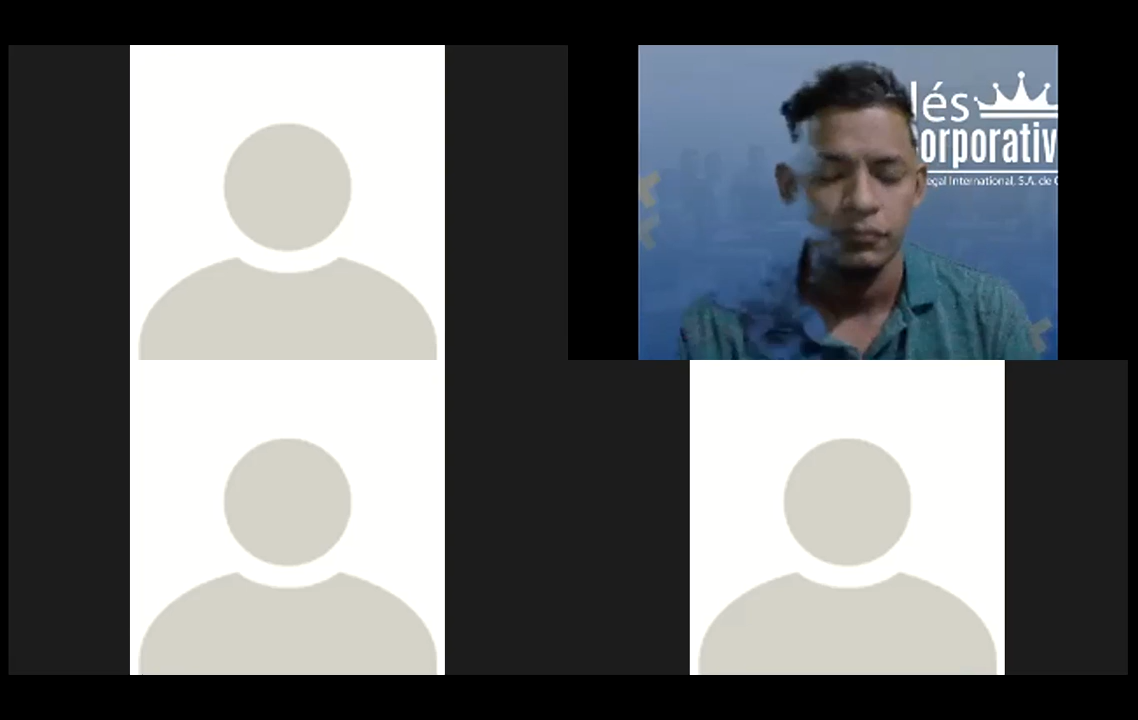 lés
orporativ
egal International, S.A. de